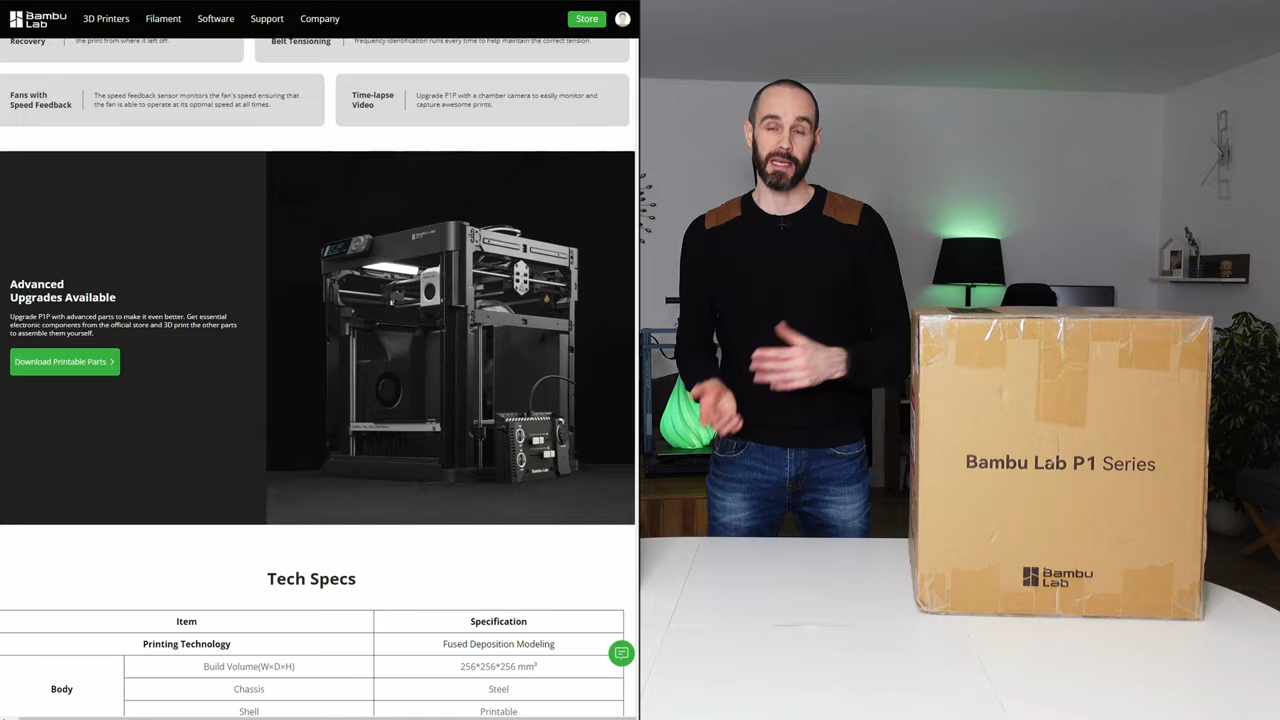 Bambu Lab
3D Printers
Filament
Software
Support
Company
Store
Recovery
the print from where it left off.
Belt Tensioning
frequency identification runs every time to help maintain the correct tension.
Fans with
Speed Feedback
The speed feedback sensor monitors the fan's speed ensuring that
the fan is able to operate at its optimal speed at all times.
Time-lapse
Video
Upgrade P1P with a chamber camera to easily monitor and
capture awesome prints.
Advanced
Upgrades Available
Upgrade P1P with advanced parts to make it even better. Get essential
electronic components from the official store and 3D print the other parts
to assemble them yourself.
Download Printable Parts
Bambu Lab
Bambu Lab
Tech Specs
Item
Specification
Printing Technology
Fused Deposition Modeling
Body
Build Volume(W×D×H)
256*256*256 mm³
Chassis
Steel
Shell
Printable
Bambu Lab P1 Series
Bambu
Lab